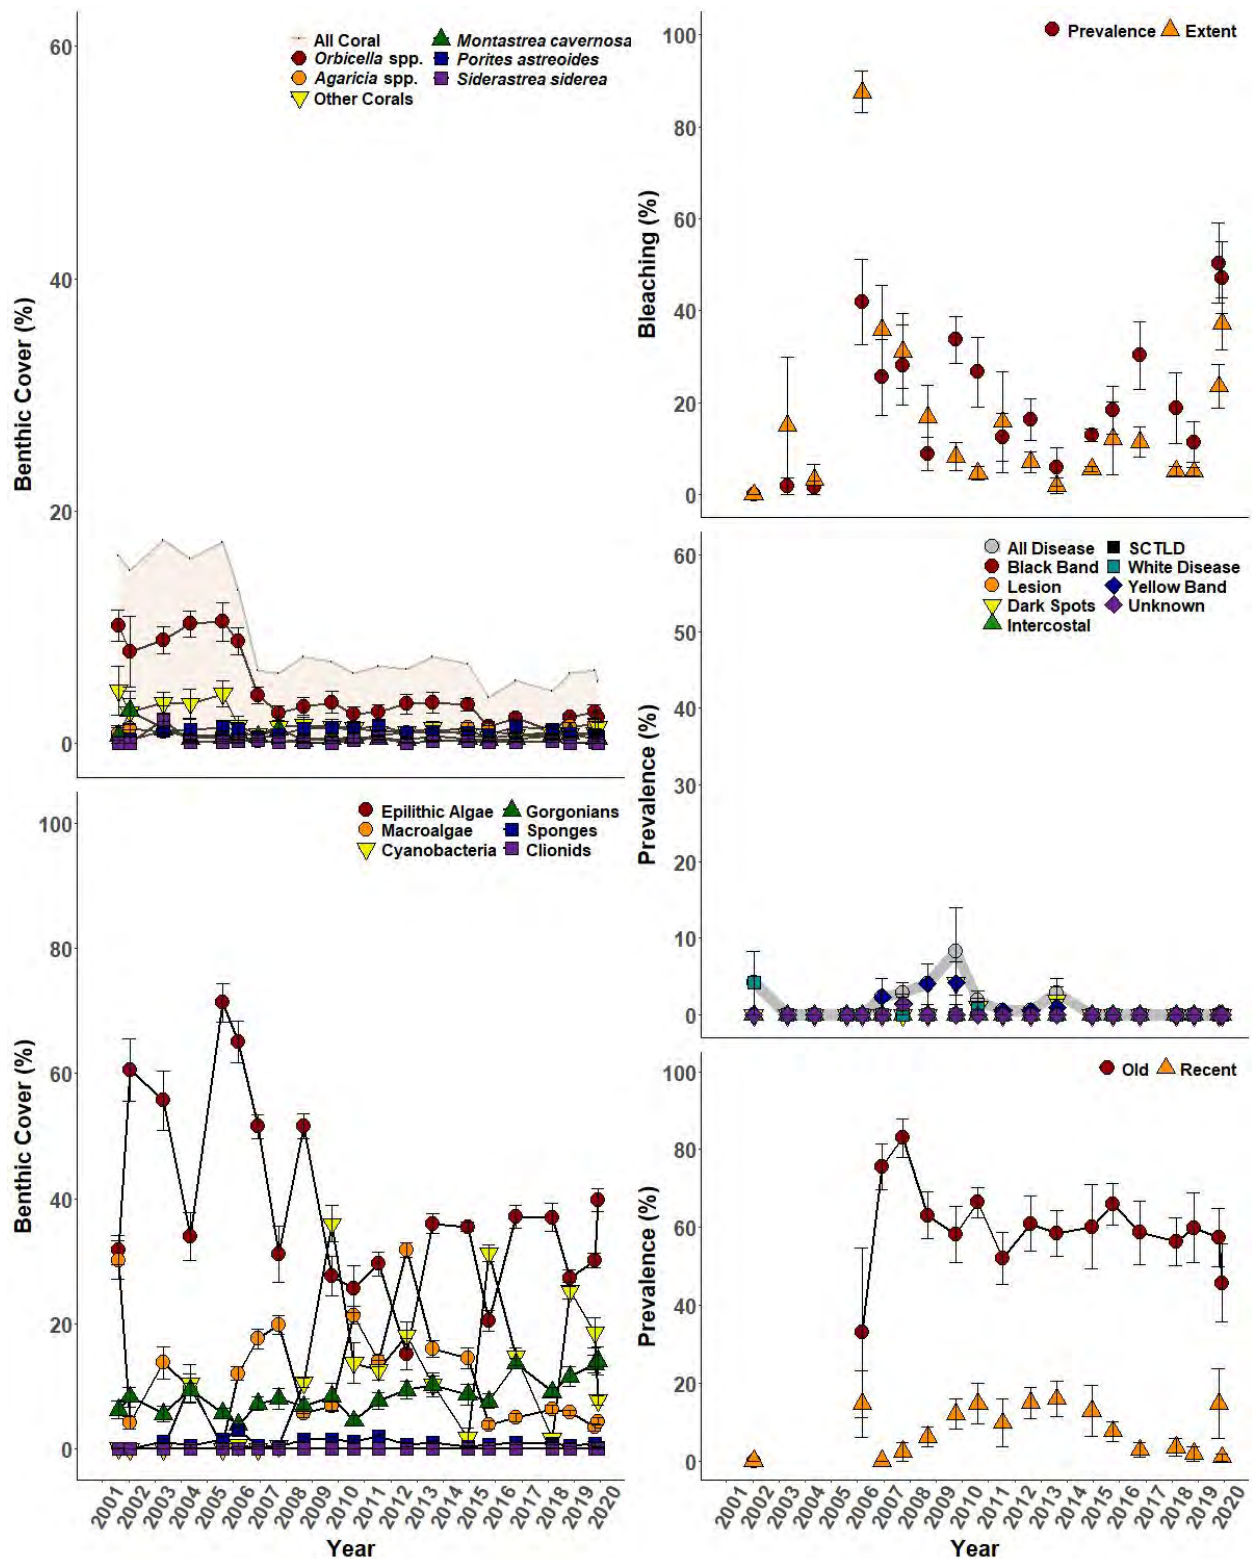 60
40
20
0
Benthic Cover (%)
All Coral
Orbicella spp.
Agaricia spp.
Other Corals
Montastrea cavernosa
Porites astreoides
Siderastrea siderea
100
80
60
40
20
0
Benthic Cover (%)
Epilithic Algae
Macroalgae
Cyanobacteria
Gorgonians
Sponges
Clionids
2001 2002 2003 2004 2005 2006 2007 2008 2009 2010 2011 2012 2013 2014 2015 2016 2017 2018 2019 2020
Year
100
80
60
40
20
0
Bleaching (%)
Prevalence Extent
60
50
40
30
20
10
0
Prevalence (%)
All Disease
Black Band
Lesion
Dark Spots
Intercostal
SCTLD
White Disease
Yellow Band
Unknown
100
80
60
40
20
0
Prevalence (%)
Old Recent
2001 2002 2003 2004 2005 2006 2007 2008 2009 2010 2011 2012 2013 2014 2015 2016 2017 2018 2019 2020
Year